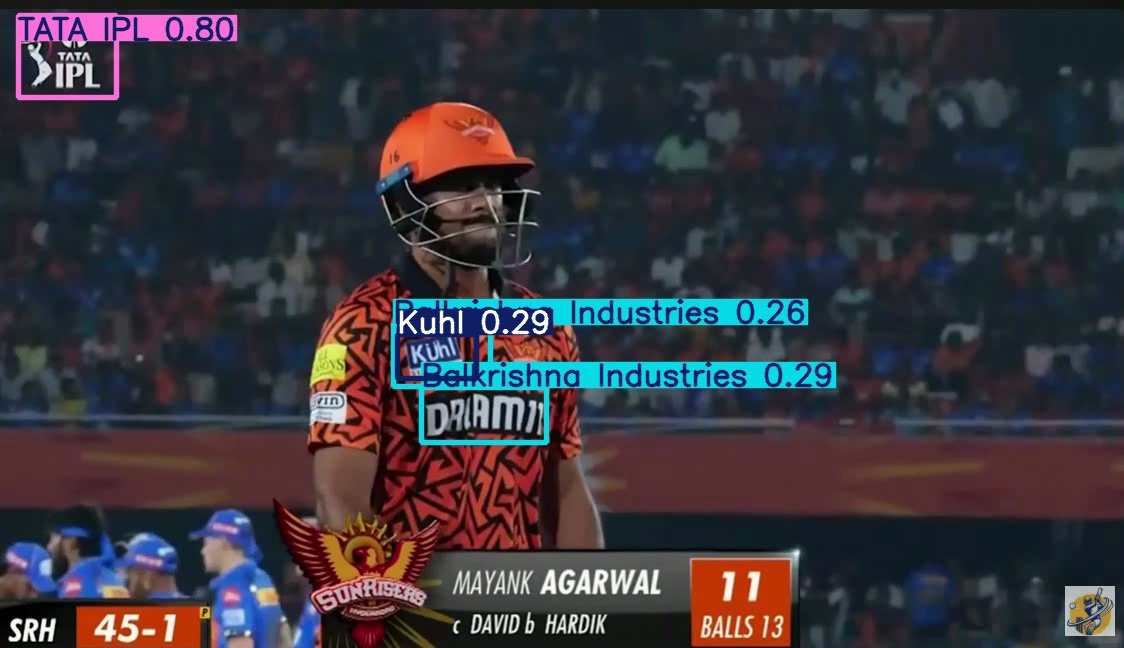 TATA IPL 0.80
TATA
IPL
16
Balkrishna Industries 0.26
Kuhl 0.29
Kuhl
Balkrishna Industries 0.29
DREAM11
SUNRISERS
HYDERABAD
MAYANK AGARWAL
11
c DAVID b HARDIK
BALLS 13
SRH
45-1
P